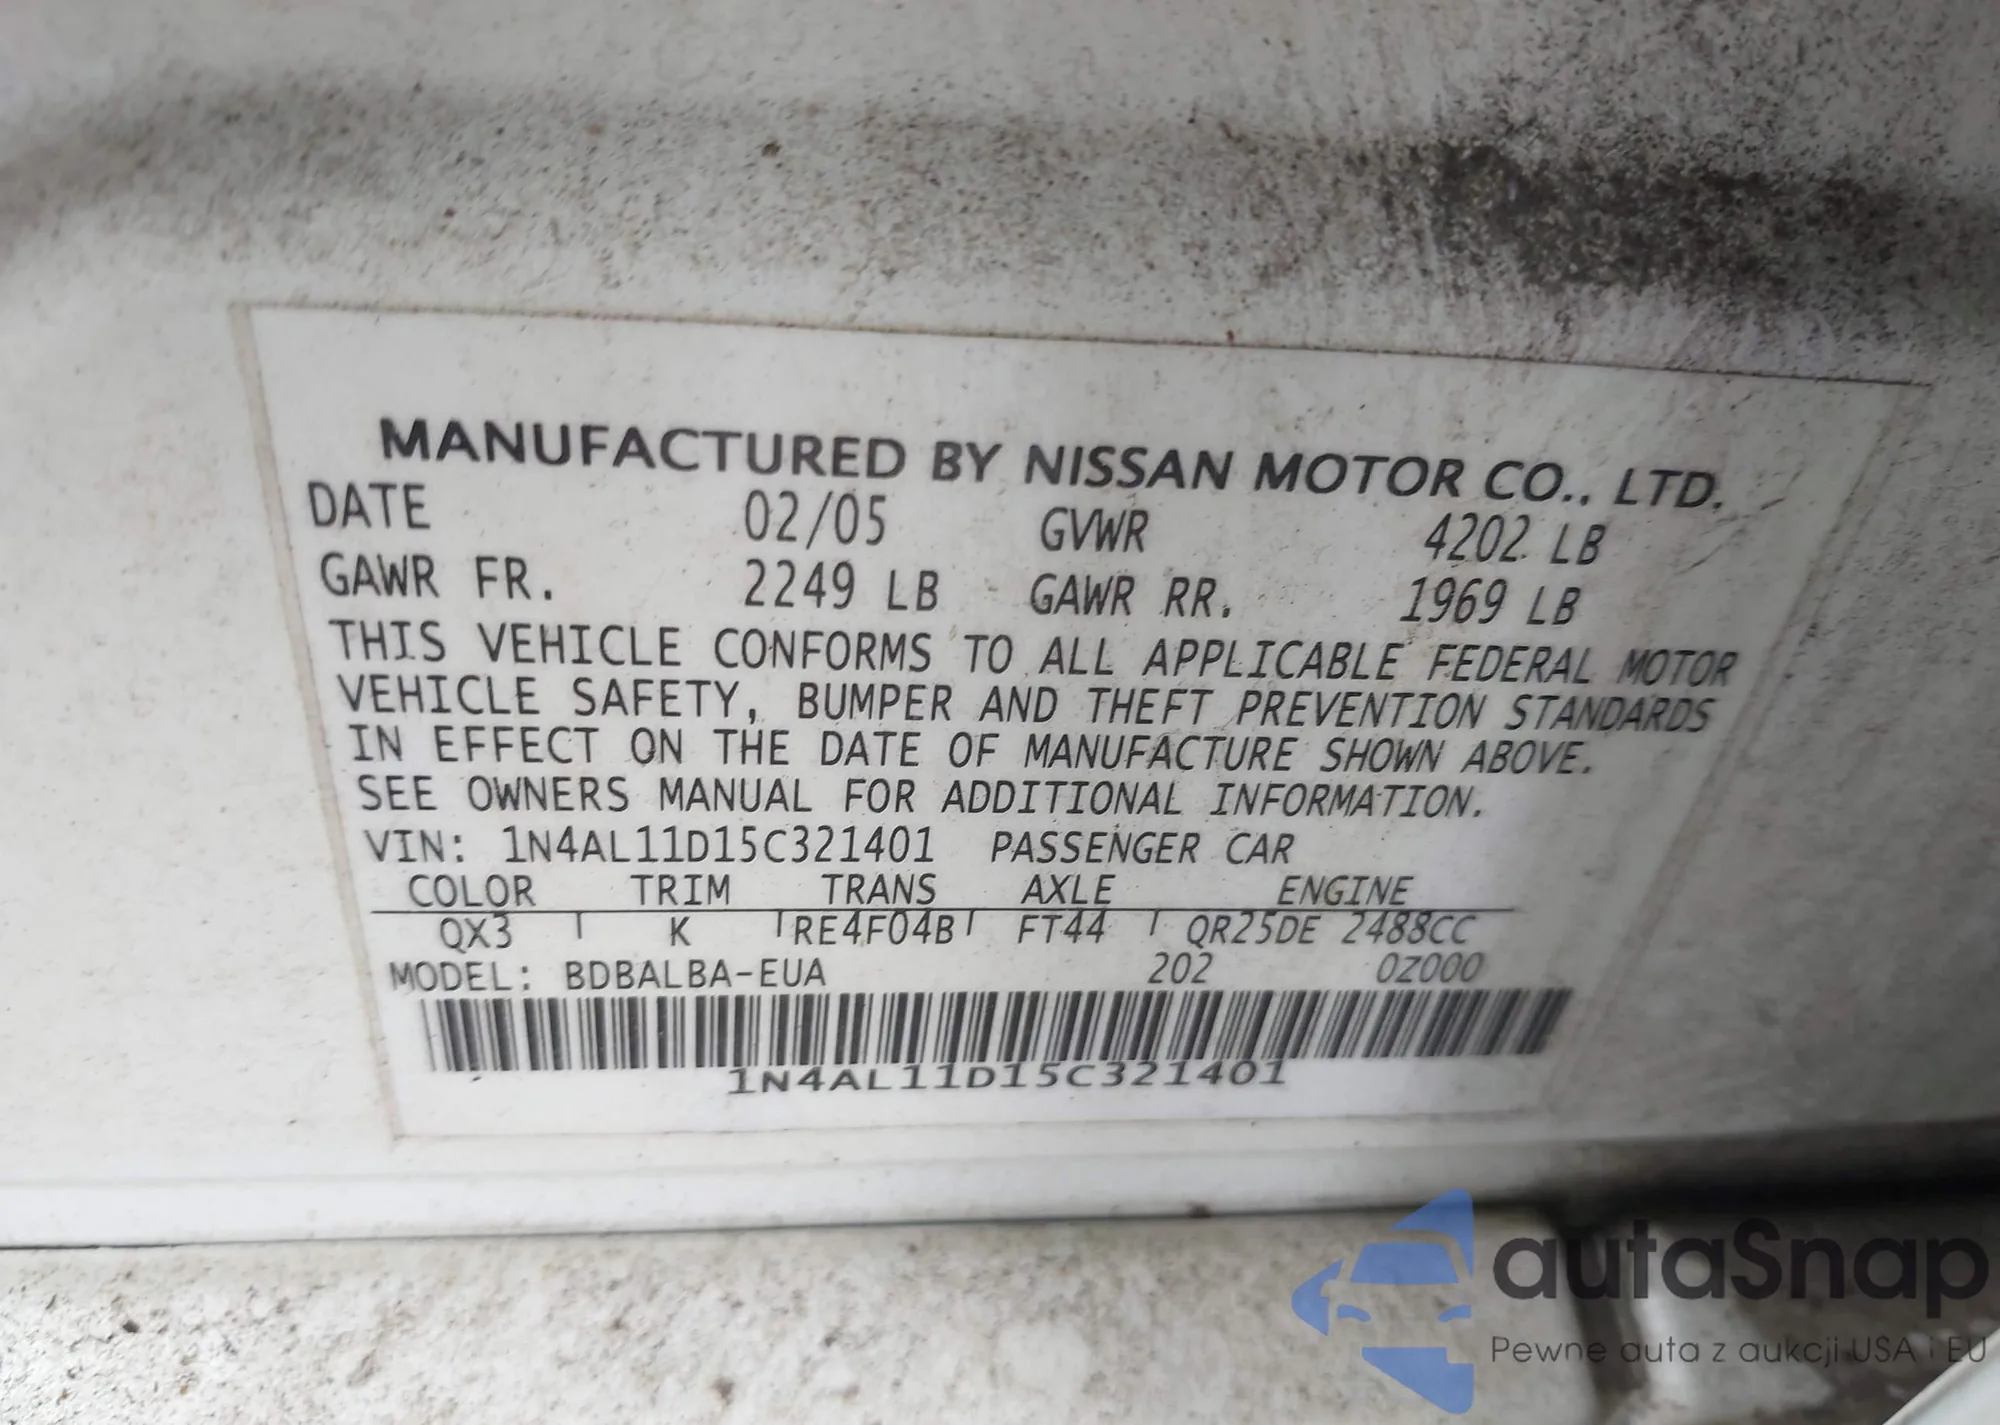 MANUFACTURED BY NISSAN MOTOR CO., LTD.
DATE 02/05 GVWR 4202 LB
GAWR FR. 2249 LB GAWR RR. 1969 LB
THIS VEHICLE CONFORMS TO ALL APPLICABLE FEDERAL MOTOR
VEHICLE SAFETY, BUMPER AND THEFT PREVENTION STANDARDS
IN EFFECT ON THE DATE OF MANUFACTURE SHOWN ABOVE.
SEE OWNERS MANUAL FOR ADDITIONAL INFORMATION.
VIN: 1N4AL11D15C321401 PASSENGER CAR
COLOR TRIM TRANS AXLE ENGINE
QX3 K RE4F04B FT44 QR25DE 2488CC
MODEL: BDBALBA-EUA 202 0Z000
1N4AL11D15C321401
autaSnap
Pewne auta z aukcji USA i EU